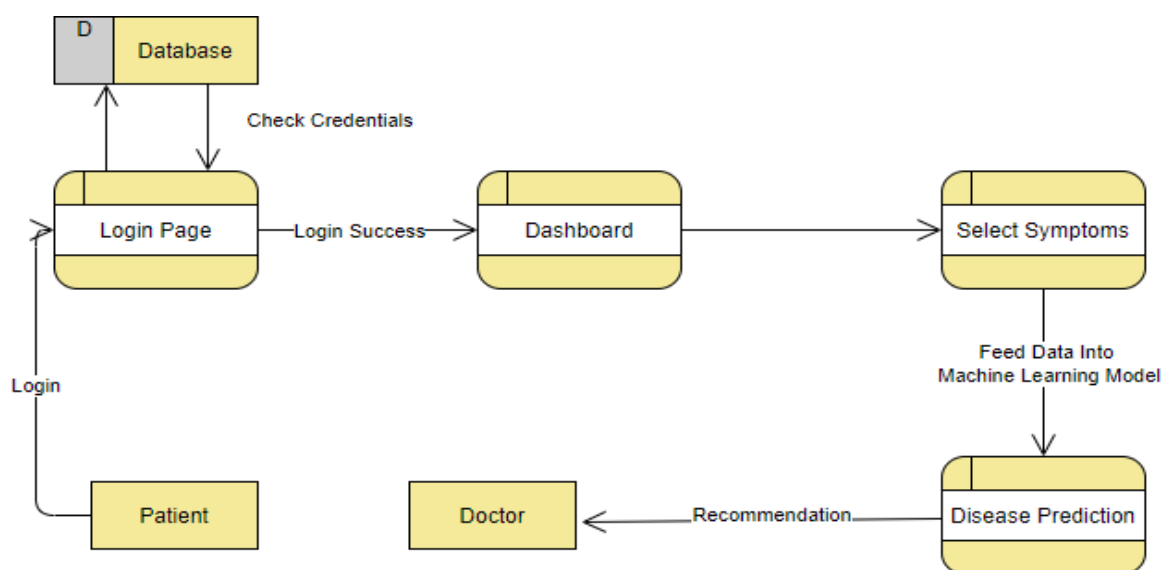 D
Database
Check Credentials
Login Page
Login Success
Dashboard
Select Symptoms
Feed Data Into
Machine Learning Model
Login
Patient
Doctor
Recommendation
Disease Prediction